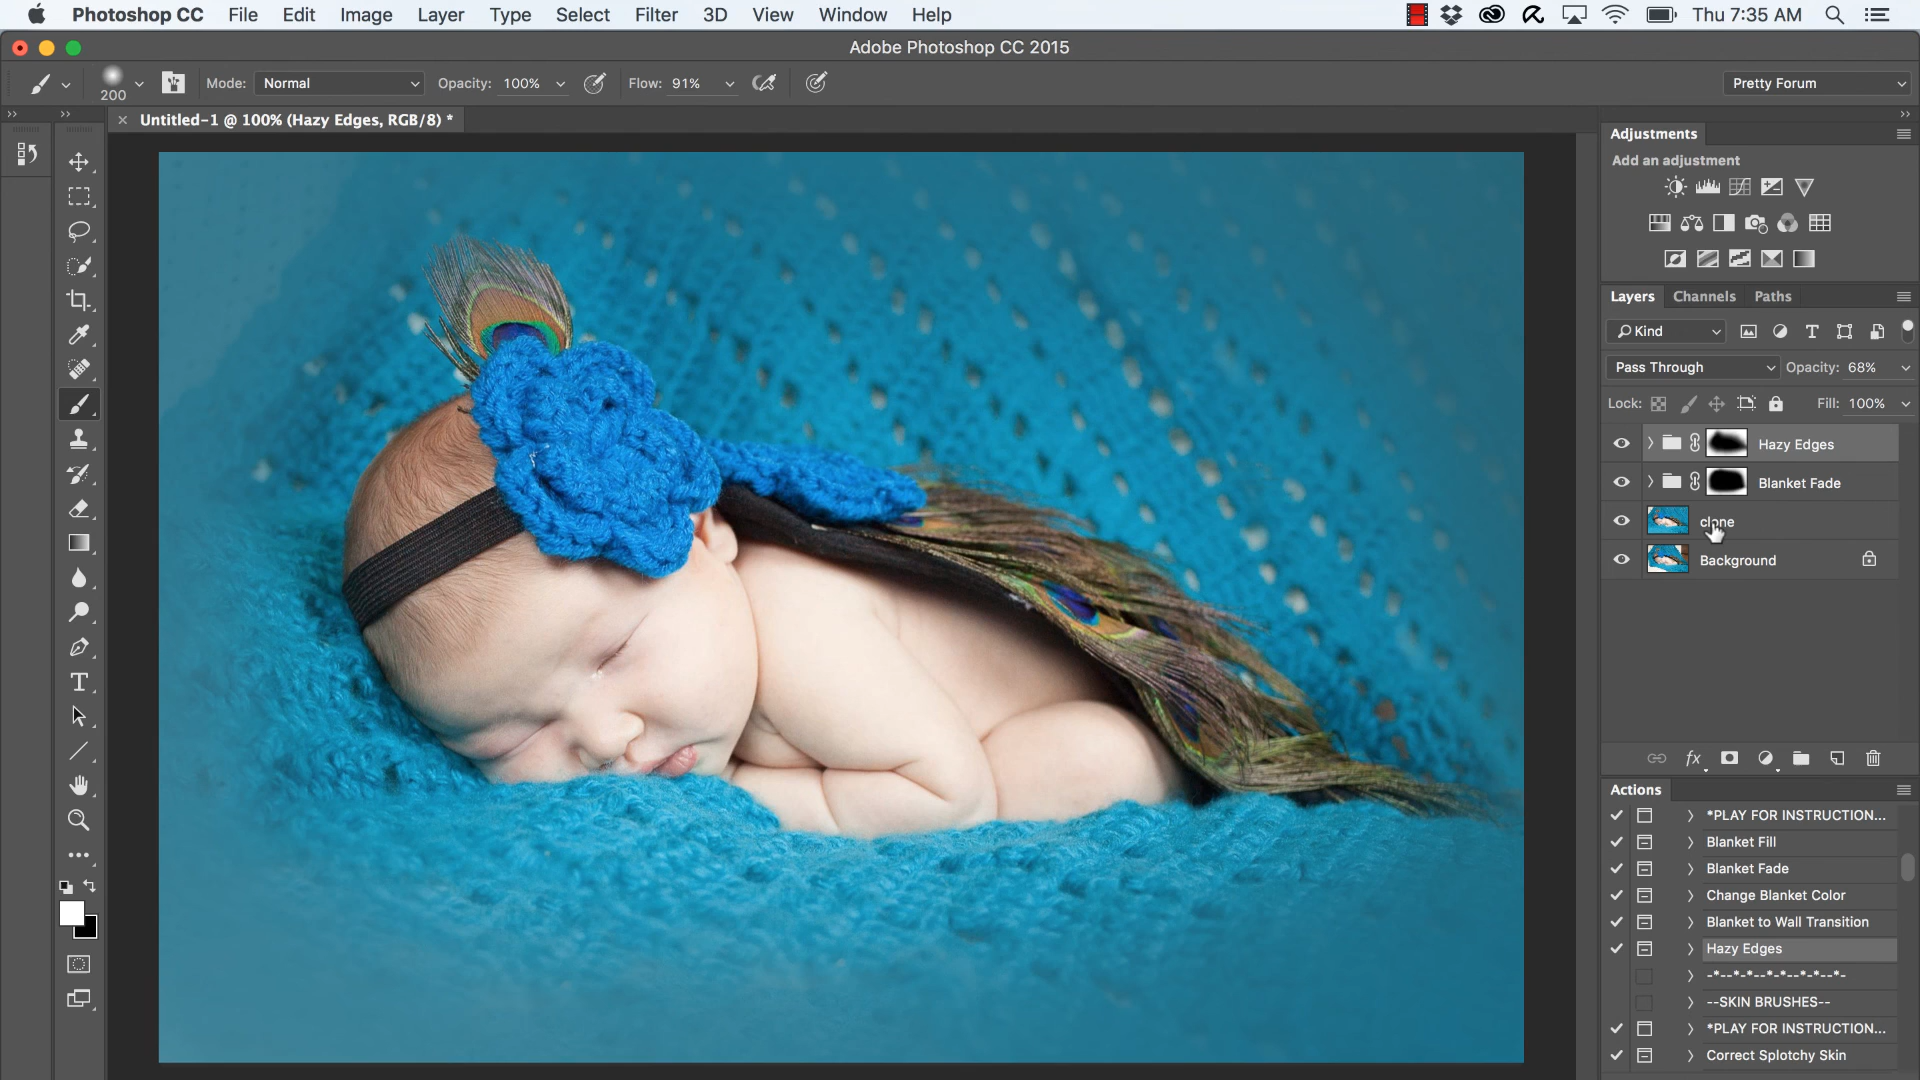 Photoshop CC File Edit Image Layer Type Select Filter 3D View Window Help Thu 7:35 AM
Adobe Photoshop CC 2015
200 Mode: Normal Opacity: 100% Flow: 91% Pretty Forum
Untitled-1 @ 100% (Hazy Edges, RGB/8) *
Adjustments
Add an adjustment
Layers Channels Paths
Kind
Pass Through Opacity: 68%
Lock: Fill: 100%
Hazy Edges
Blanket Fade
clone
Background
fx
Actions
*PLAY FOR INSTRUCTION...
Blanket Fill
Blanket Fade
Change Blanket Color
Blanket to Wall Transition
Hazy Edges
-*--*-*--*-*--*-*--*-
--SKIN BRUSHES--
*PLAY FOR INSTRUCTION...
Correct Splotchy Skin